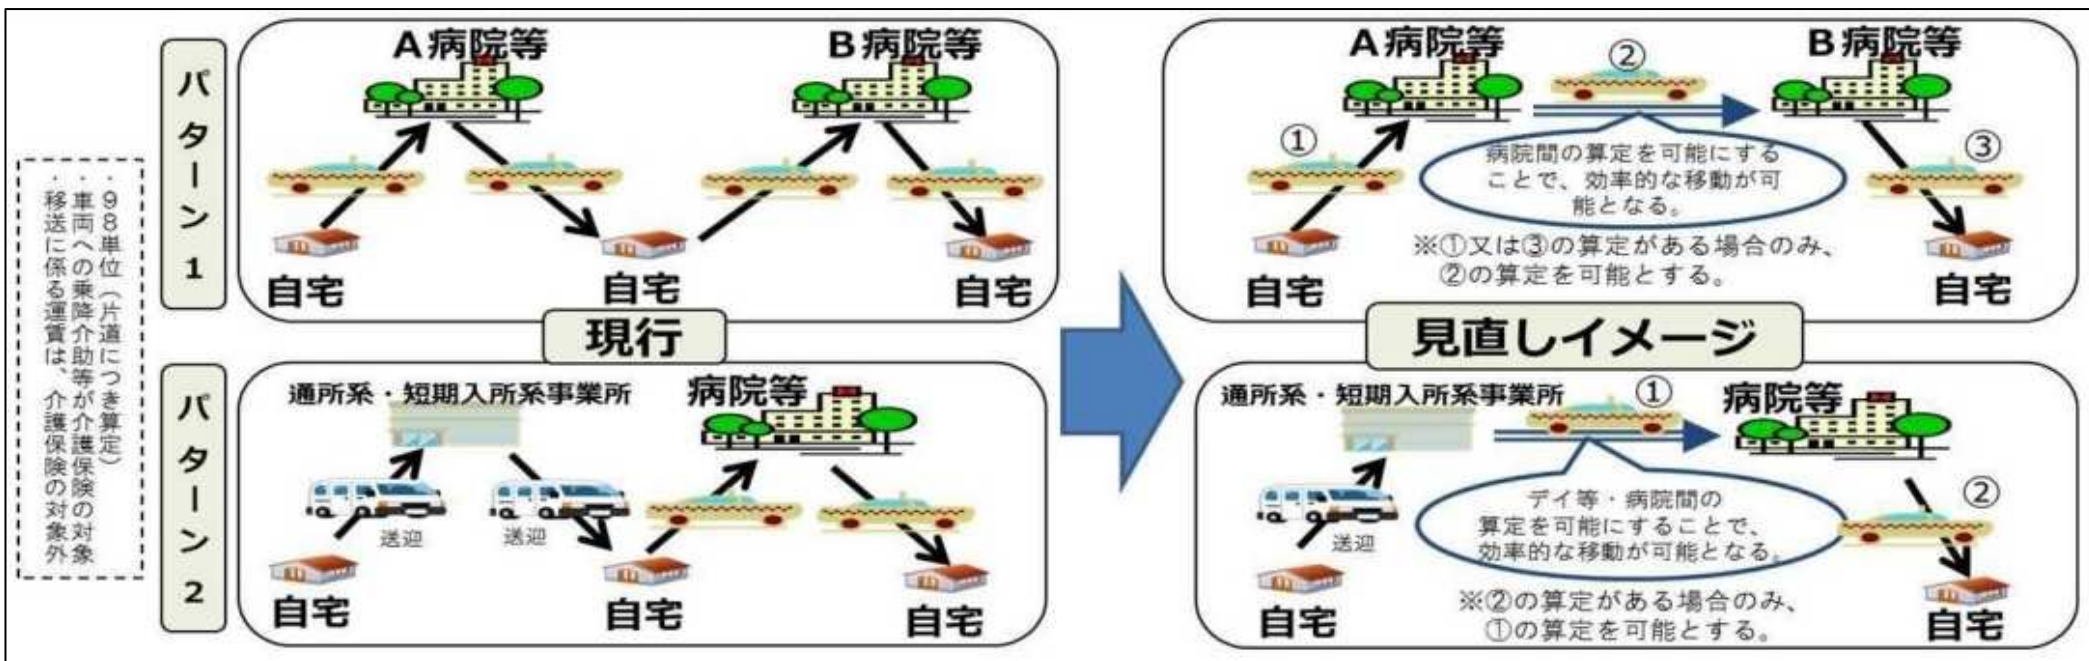 ・98単位(片道につき算定)
・車両への乗降介助等が介護保険の対象
・移送に係る運賃は、介護保険の対象外
パターン1
A病院等
B病院等
自宅
自宅
自宅
現行
パターン2
通所系・短期入所系事業所
病院等
送迎
送迎
自宅
自宅
自宅
A病院等
②
B病院等
①
③
病院間の算定を可能にする
ことで、効率的な移動が可
能となる。
※①又は③の算定がある場合のみ、
②の算定を可能とする。
自宅
自宅
見直しイメージ
通所系・短期入所系事業所
①
病院等
②
送迎
デイ等・病院間の
算定を可能にすることで、
効率的な移動が可能となる。
※②の算定がある場合のみ、
①の算定を可能とする。
自宅
自宅